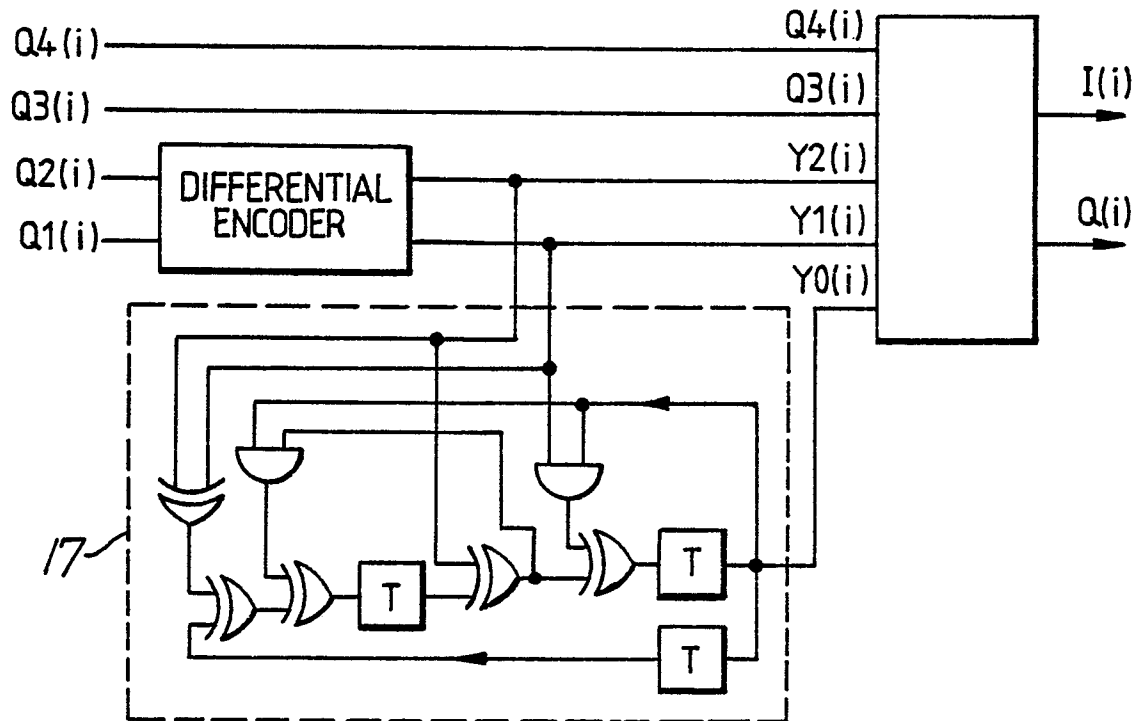 Q4(i)
Q4(i)
Q3(i)
Q3(i)
I(i)
Q2(i)
DIFFERENTIAL
ENCODER
Y2(i)
Q1(i)
Y1(i)
Q(i)
Y0(i)
17
T
T
T